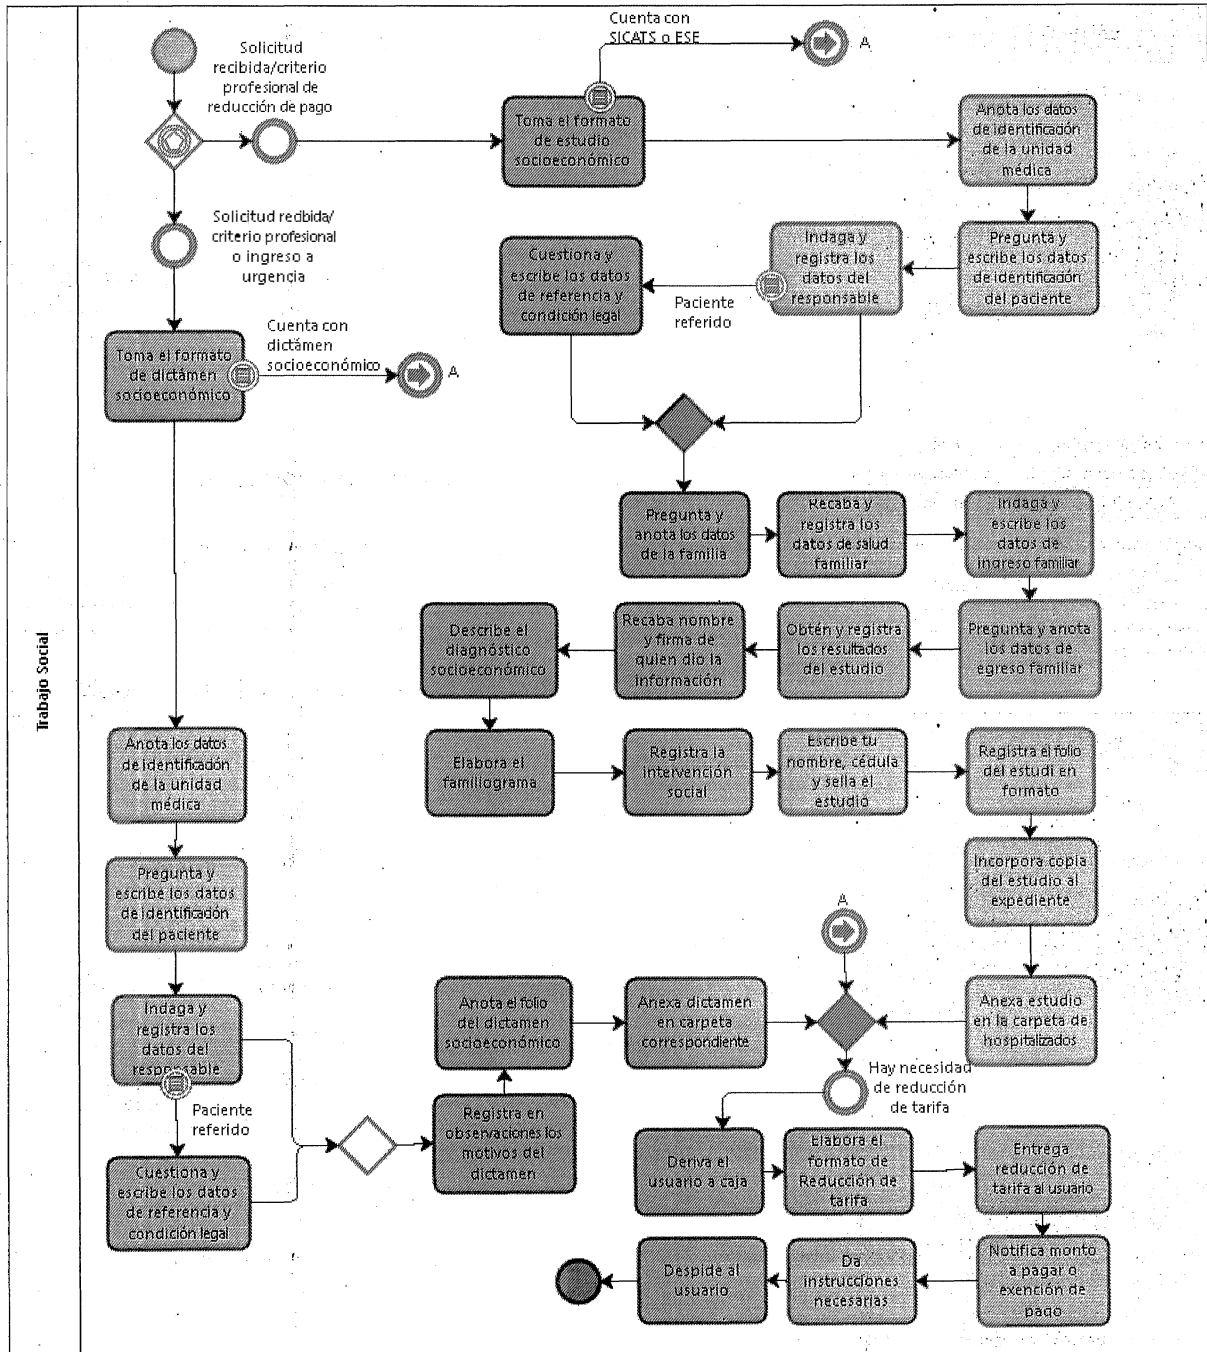 Cuenta con
SICATS o ESE
A
Solicitud
recibida/criterio
profesional de
reducción de pago
Toma el formato
de estudio
socioeconómico
Anota los datos
de identificación
de la unidad
médica
Solicitud recibida/
criterio profesional
o ingreso a
urgencia
Cuestiona y
escribe los datos
de referencia y
condición legal
Paciente
referido
Indaga y
registra los
datos del
responsable
Pregunta y
escribe los datos
de identificación
del paciente
Toma el formato
de dictámen
socioeconómico
Cuenta con
dictámen
socioeconómico
A
Pregunta y
anota los datos
de la familia
Recaba y
registra los
datos de salud
familiar
Indaga y
escribe los
datos de
ingreso familiar
Describe el
diagnóstico
socioeconómico
Recaba nombre
y firma de
quien dio la
información
Obtén y registra
los resultados
del estudio
Pregunta y anota
los datos de
egreso familiar
Trabajo Social
Elabora el
familiograma
Registra la
intervención
social
Escribe tu
nombre, cédula
y sella el
estudio
Registra el folio
del estudi en
formato
Anota los datos
de identificación
de la unidad
médica
Incorpora copia
del estudio al
expediente
Pregunta y
escribe los datos
de identificación
del paciente
A
Indaga y
registra los
datos del
responsable
Anota el folio
del dictamen
socioeconómico
Anexa dictamen
en carpeta
correspondiente
Anexa estudio
en la carpeta de
hospitalizados
Hay necesidad
de reducción
de tarifa
Paciente
referido
Registra en
observaciones los
motivos del
dictamen
Cuestiona y
escribe los datos
de referencia y
condición legal
Deriva el
usuario a caja
Elabora el
formato de
Reducción de
tarifa
Entrega
reducción de
tarifa al usuario
Despide al
usuario
Da
instrucciones
necesarias
Notifica monto
a pagar o
exención de
pago